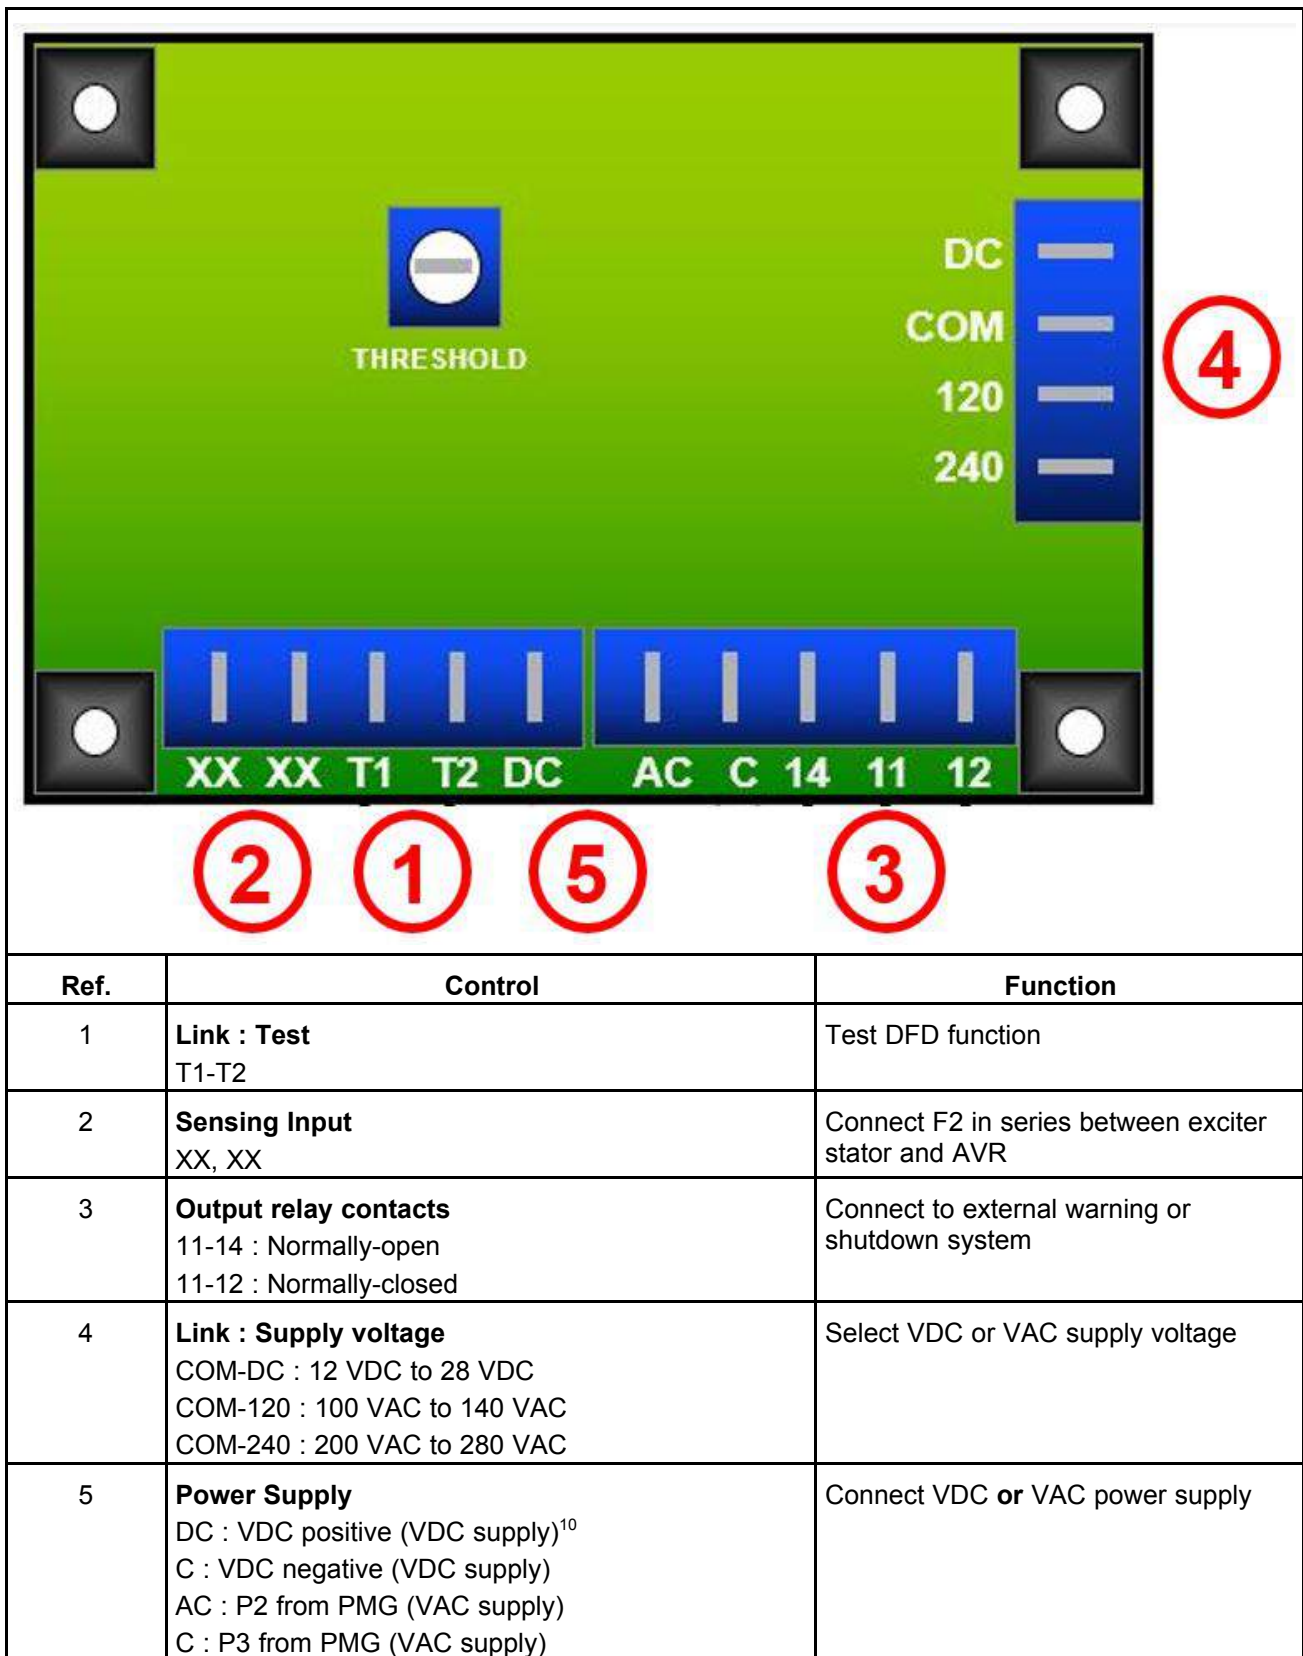 DC
COM
120
240
4
THRESHOLD
XX XX T1 T2 DC AC C 14 11 12
2 1 5 3
Ref. Control Function
1 Link : Test Test DFD function
T1-T2
2 Sensing Input Connect F2 in series between exciter
XX, XX stator and AVR
3 Output relay contacts Connect to external warning or
11-14 : Normally-open shutdown system
11-12 : Normally-closed
4 Link : Supply voltage Select VDC or VAC supply voltage
COM-DC : 12 VDC to 28 VDC
COM-120 : 100 VAC to 140 VAC
COM-240 : 200 VAC to 280 VAC
5 Power Supply Connect VDC or VAC power supply
DC : VDC positive (VDC supply)10
C : VDC negative (VDC supply)
AC : P2 from PMG (VAC supply)
C : P3 from PMG (VAC supply)